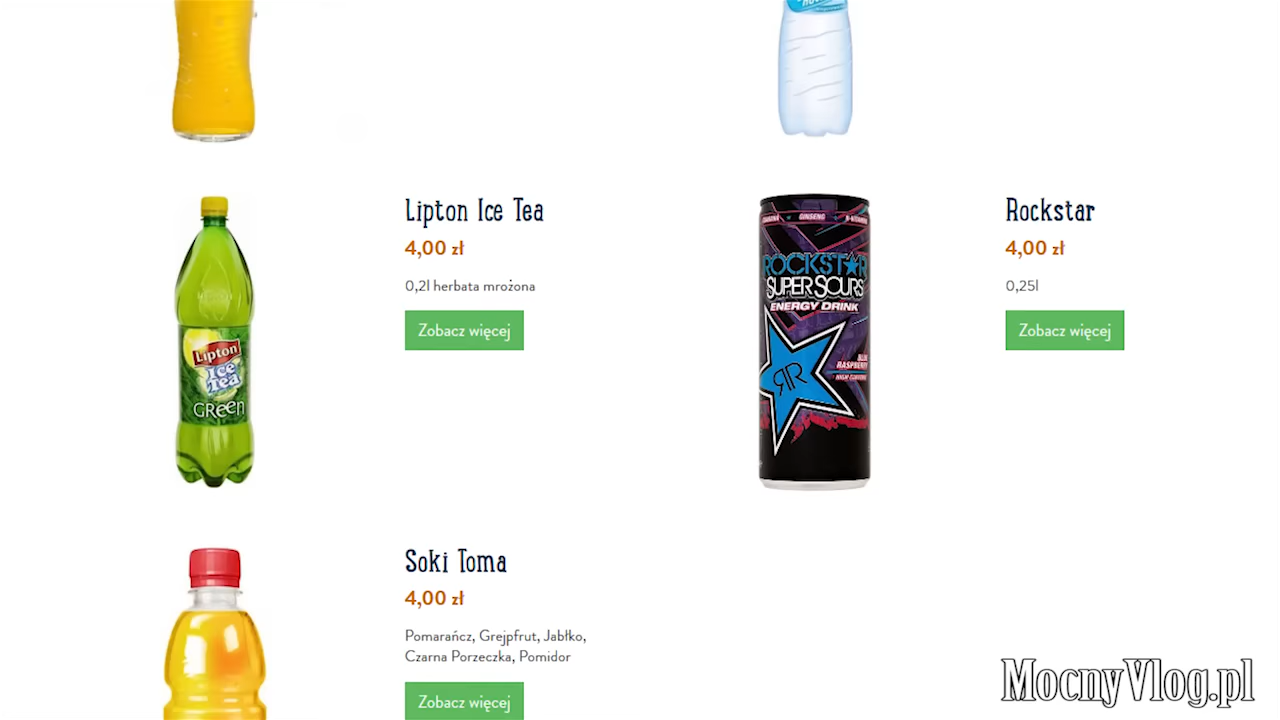 Lipton Ice Tea
4,00 zł
0,2l herbata mrożona
Zobacz więcej
Lipton
Ice
Tea
GREEN
Rockstar
4,00 zł
0,25l
Zobacz więcej
GINSENG
ROCKSTAR
SUPER SOURS
ENERGY DRINK
RASPBERRY
Soki Toma
4,00 zł
Pomarańcz, Grejpfrut, Jabłko,
Czarna Porzeczka, Pomidor
Zobacz więcej
MocnyVlog.pl